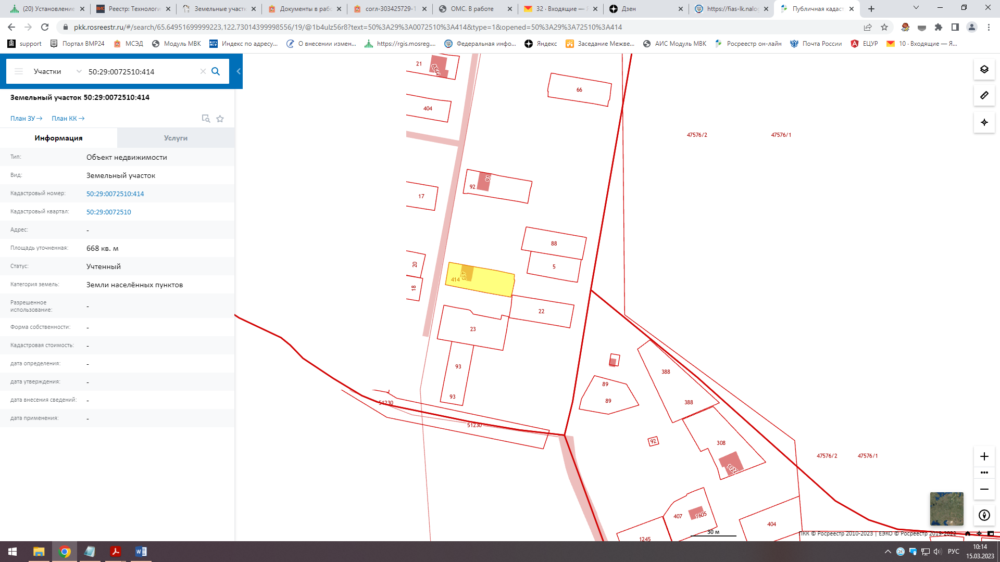 (20) Установление
Реестр: Технологи
Земельные участк
Документы в рабо
согл-303425729-1
ОМС. В работе
32 · Входящие — Я
Дзен
https://fias-lk.nalog
Публичная кадаст
pkk.rosreestr.ru/#/search/65.64951699999223,122.73014399998556/19/@1b4ulz56r8?text=50%3A29%3A0072510%3A414&type=1&opened=50%3A29%3A72510%3A414
support
Портал ВМР24
МСЭД
Модуль МВК
Индекс по адресу...
О внесении измен...
https://rgis.mosreg....
Федеральная инфо...
Яндекс
Заседание Межве...
АИС Модуль МВК
Росреестр он-лайн
Почта России
ЕЦУР
10 · Входящие — Я...
Участки
50:29:0072510:414
Земельный участок 50:29:0072510:414
План ЗУ→
План КК→
Информация
Услуги
Тип:
Объект недвижимости
Вид:
Земельный участок
Кадастровый номер:
50:29:0072510:414
Кадастровый квартал:
50:29:0072510
Адрес:
-
Площадь уточненная:
668 кв. м
Статус:
Учтенный
Категория земель:
Земли населённых пунктов
Разрешенное
использование:
-
Форма собственности:
-
Кадастровая стоимость:
-
дата определения:
-
дата утверждения:
-
дата внесения сведений:
-
дата применения:
-
21
8844
66
404
47576/2
47576/1
92
91
17
88
20
5
414
413
18
22
23
93
93
388
89
89
388
51230
51230
92
308
1122
47576/2
47576/1
407
1605
404
1245
30 м
ПКК © Росреестр 2010-2023 | ЕЭКО © Росреестр 2019-2022
24
РУС
10:14
15.03.2023